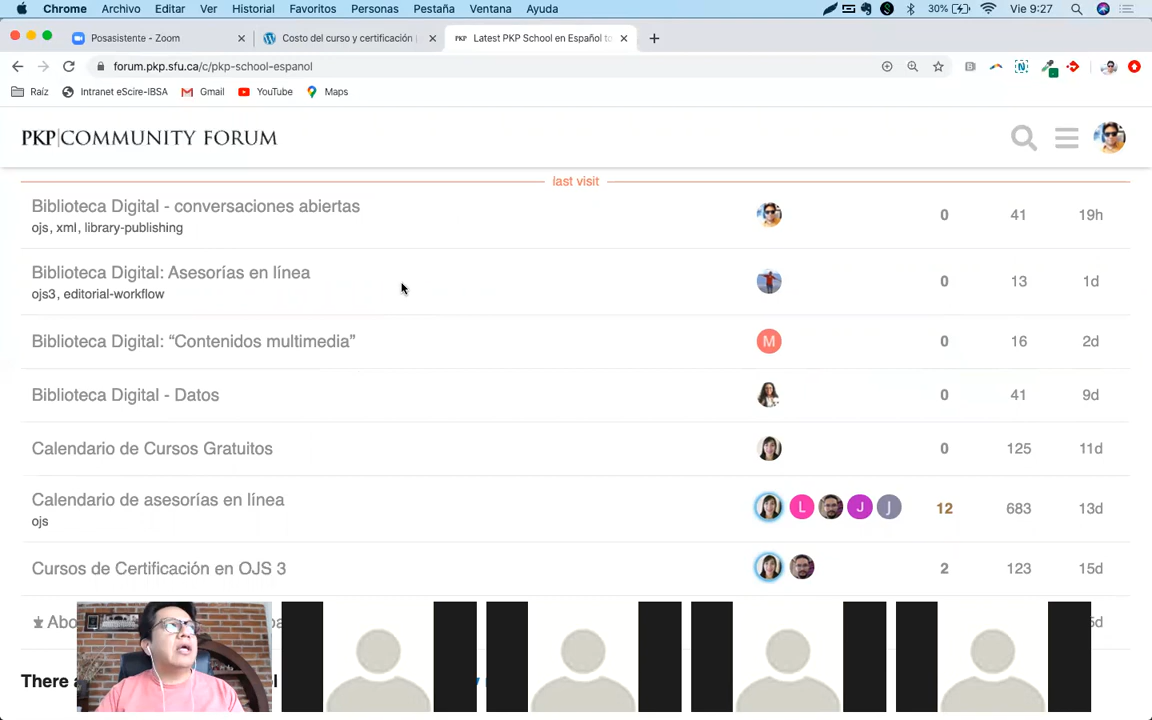 Chrome Archivo Editar Ver Historial Favoritos Personas Pestaña Ventana Ayuda 30% Vie 9:27
Posasistente - Zoom Costo del curso y certificación PKP Latest PKP School en Español to
forum.pkp.sfu.ca/c/pkp-school-espanol
Raíz Intranet eScire-IBSA Gmail YouTube Maps
PKP|COMMUNITY FORUM
last visit
Biblioteca Digital - conversaciones abiertas 0 41 19h
ojs, xml, library-publishing
Biblioteca Digital: Asesorías en línea 0 13 1d
ojs3, editorial-workflow
Biblioteca Digital: “Contenidos multimedia” M 0 16 2d
Biblioteca Digital - Datos 0 41 9d
Calendario de Cursos Gratuitos 0 125 11d
Calendario de asesorías en línea L J J 12 683 13d
ojs
Cursos de Certificación en OJS 3 2 123 15d
Abo
There